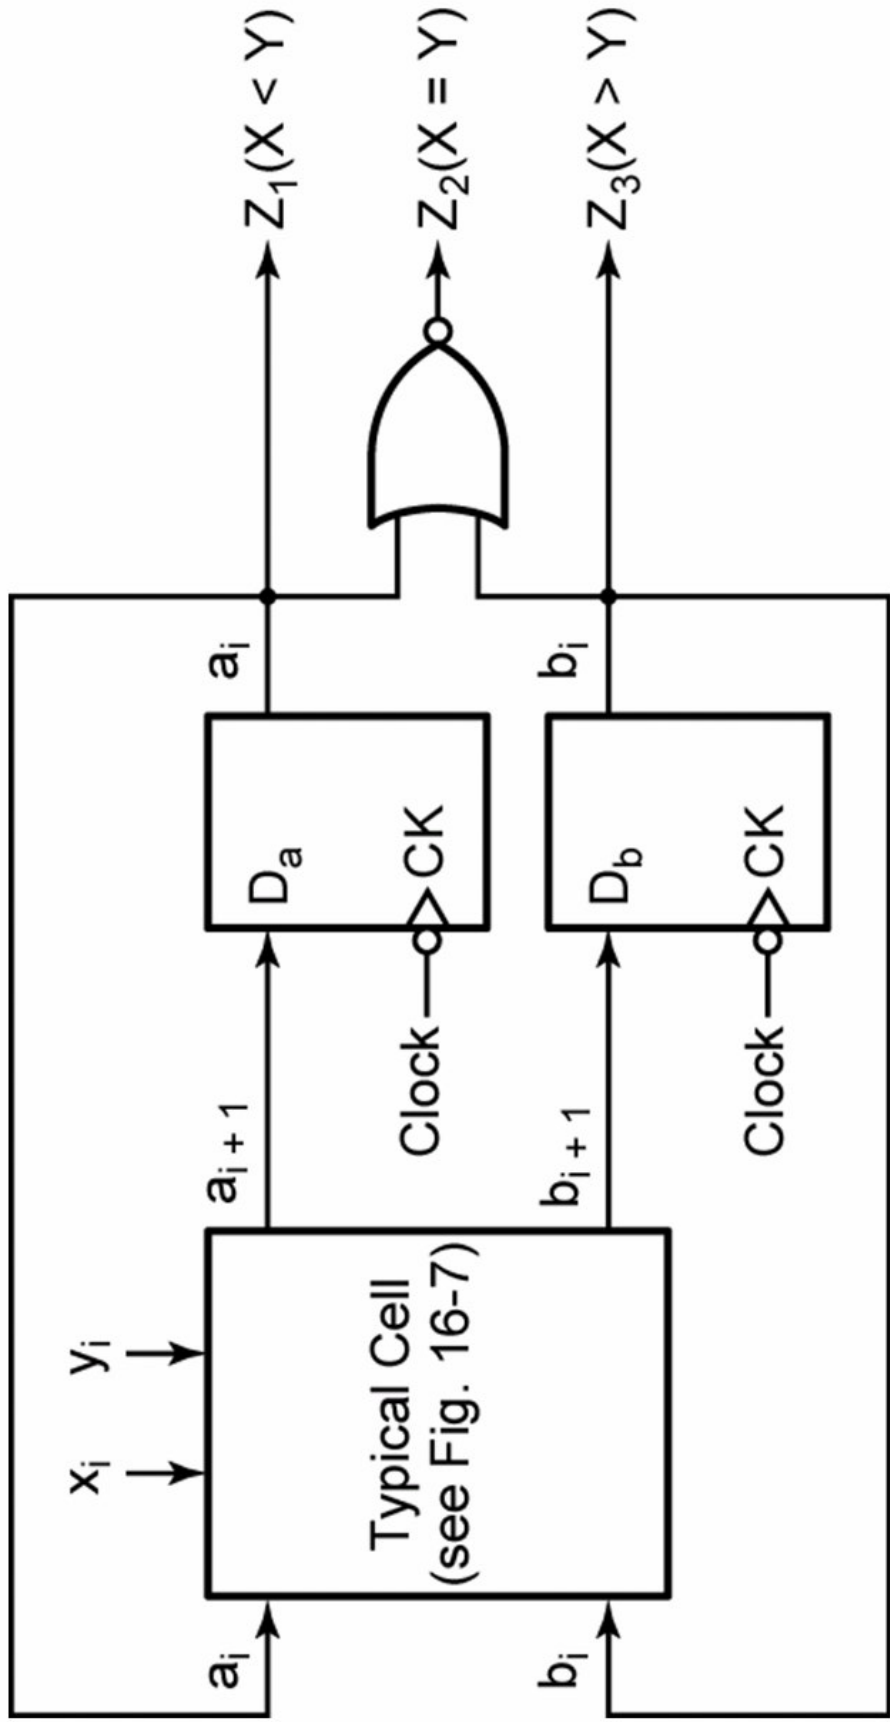 xᵢ yᵢ
aᵢ
bᵢ
Typical Cell
(see Fig. 16-7)
aᵢ ₊ ₁
bᵢ ₊ ₁
Dₐ
CK
Clock
D_b
CK
Clock
aᵢ
bᵢ
Z₁(X < Y)
Z₂(X = Y)
Z₃(X > Y)